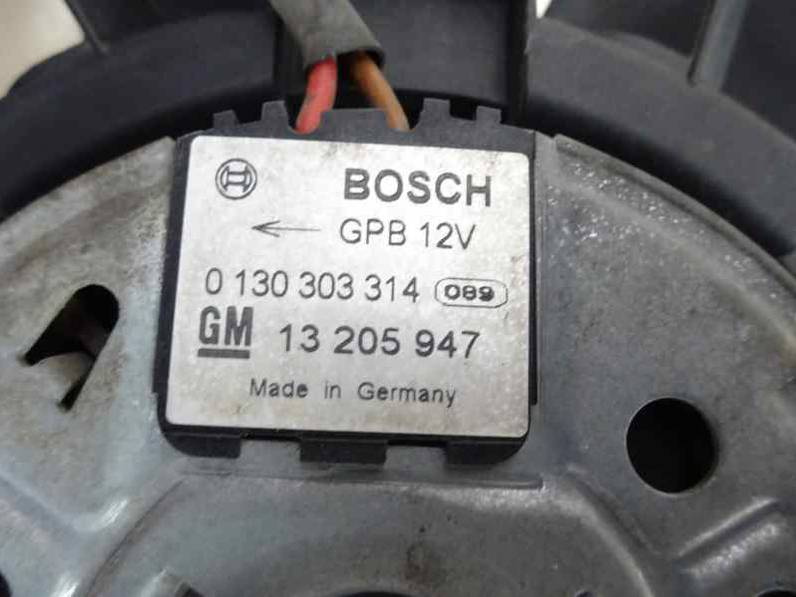 BOSCH
← GPB 12V
0 130 303 314 089
GM 13 205 947
Made in Germany